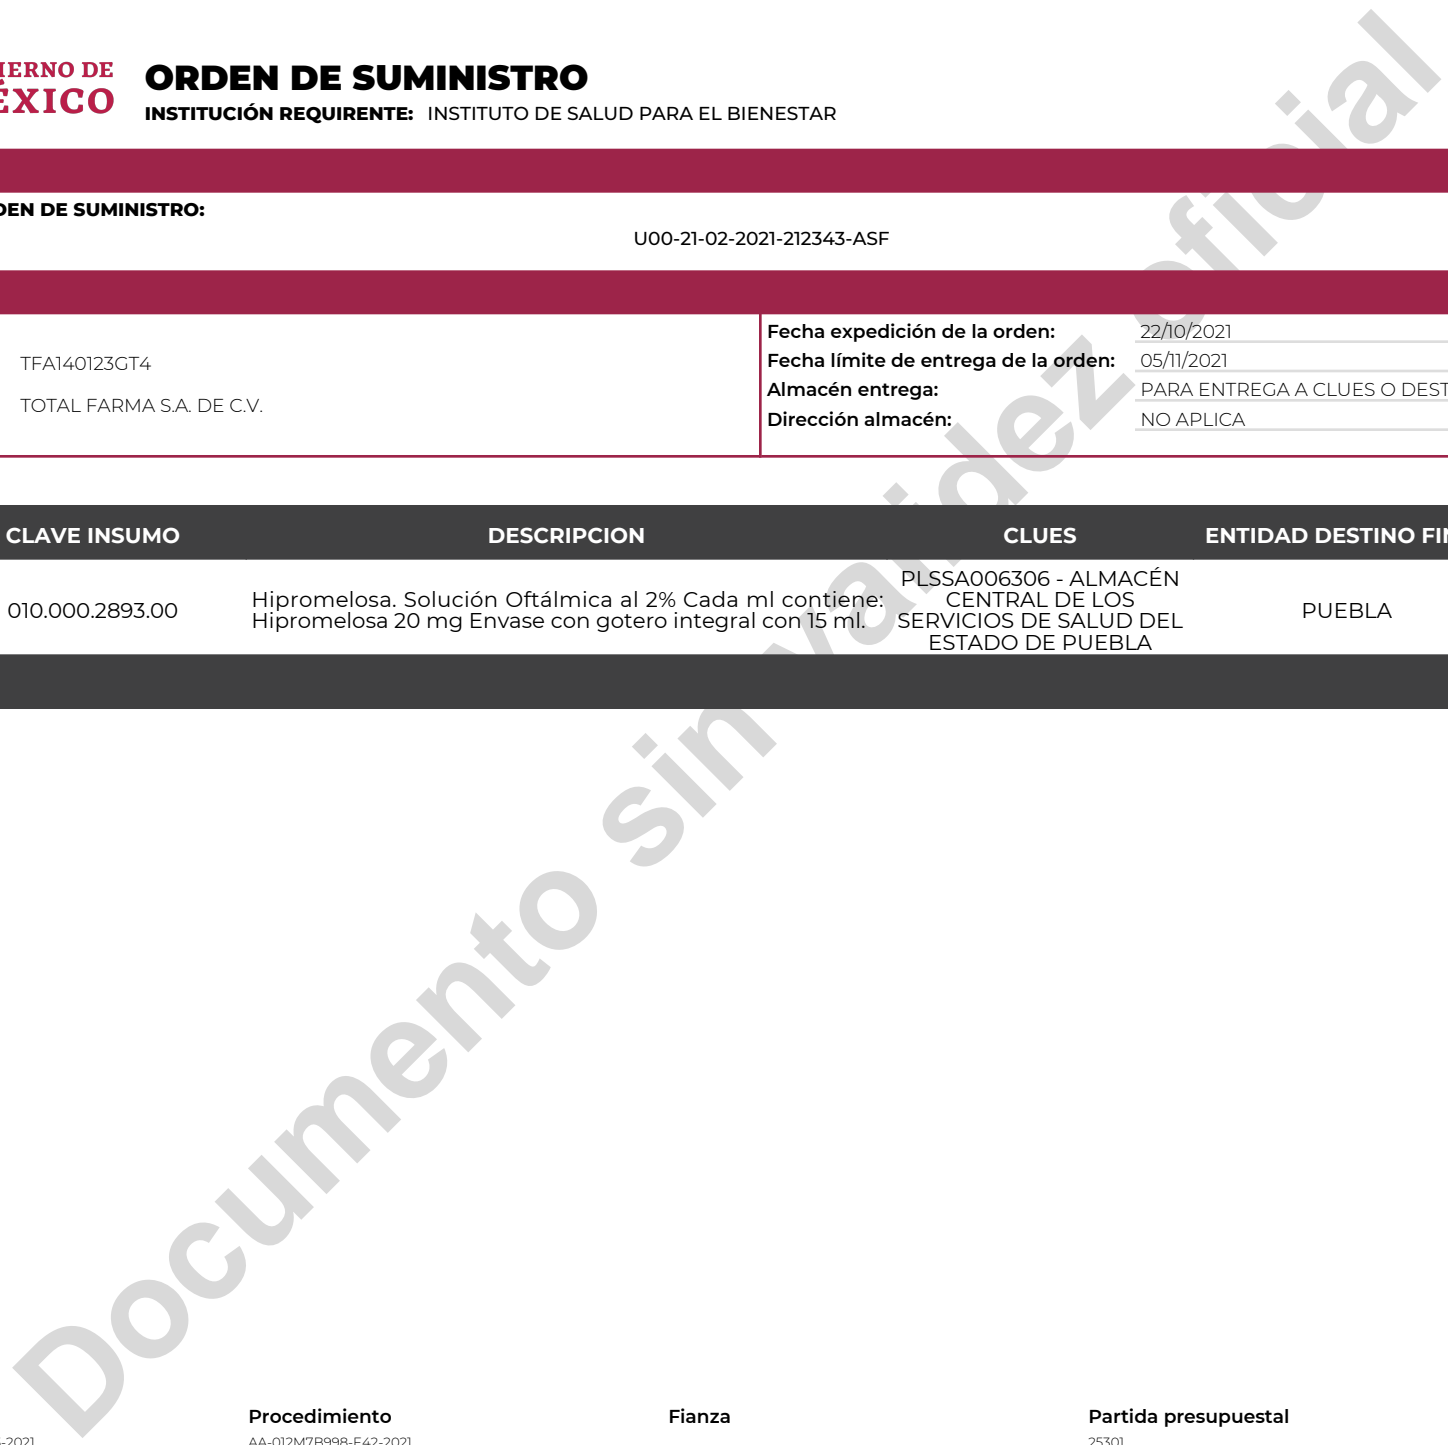 IERNO DE
ÉXICO
ORDEN DE SUMINISTRO
INSTITUCIÓN REQUIRENTE: INSTITUTO DE SALUD PARA EL BIENESTAR
DEN DE SUMINISTRO:
U00-21-02-2021-212343-ASF
TFA140123GT4
TOTAL FARMA S.A. DE C.V.
Fecha expedición de la orden: 22/10/2021
Fecha límite de entrega de la orden: 05/11/2021
Almacén entrega: PARA ENTREGA A CLUES O DEST
Dirección almacén: NO APLICA
CLAVE INSUMO DESCRIPCION CLUES ENTIDAD DESTINO FIN
010.000.2893.00
Hipromelosa. Solución Oftálmica al 2% Cada ml contiene:
Hipromelosa 20 mg Envase con gotero integral con 15 ml.
PLSSA006306 - ALMACÉN
CENTRAL DE LOS
SERVICIOS DE SALUD DEL
ESTADO DE PUEBLA
PUEBLA
Documento sin validez oficial
Procedimiento Fianza Partida presupuestal
-2021 AA-012M7B998-E42-2021 25301